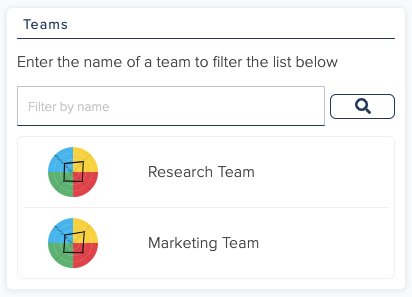 Teams
Enter the name of a team to filter the list below
Filter by name
Research Team
Marketing Team